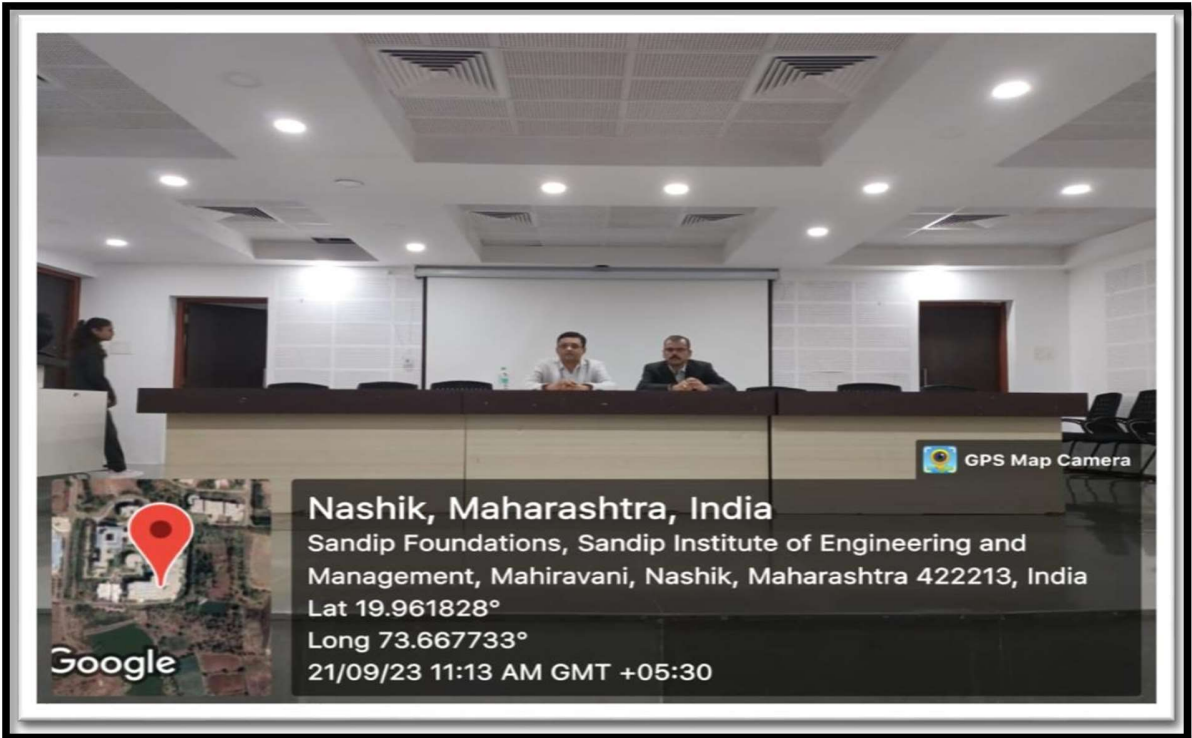 GPS Map Camera
Nashik, Maharashtra, India
Sandip Foundations, Sandip Institute of Engineering and
Management, Mahiravani, Nashik, Maharashtra 422213, India
Lat 19.961828°
Long 73.667733°
21/09/23 11:13 AM GMT +05:30
Google